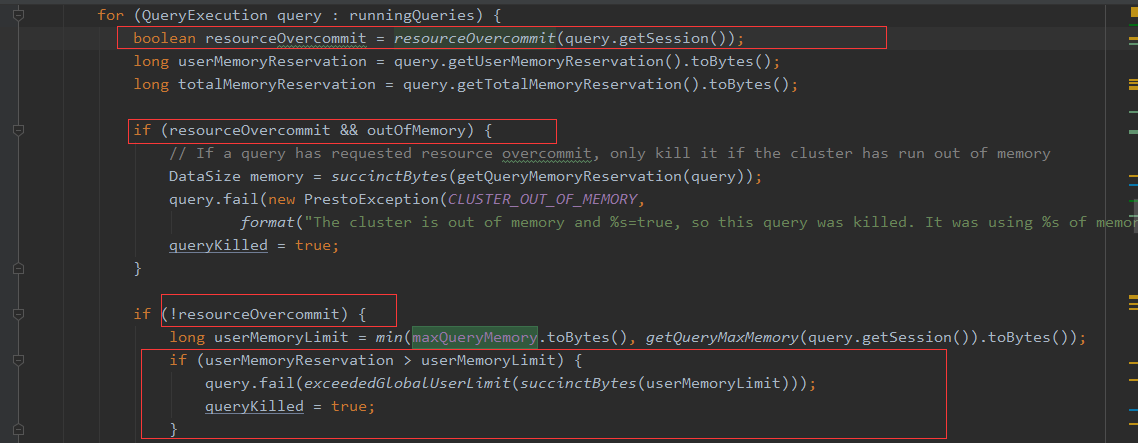 for (QueryExecution query : runningQueries) {
boolean resourceOvercommit = resourceOvercommit(query.getSession());
long userMemoryReservation = query.getUserMemoryReservation().toBytes();
long totalMemoryReservation = query.getTotalMemoryReservation().toBytes();
if (resourceOvercommit && outOfMemory) {
// If a query has requested resource overcommit, only kill it if the cluster has run out of memory
DataSize memory = succinctBytes(getQueryMemoryReservation(query));
query.fail(new PrestoException(CLUSTER_OUT_OF_MEMORY,
format("The cluster is out of memory and %s=true, so this query was killed. It was using %s of memor
queryKilled = true;
}
if (!resourceOvercommit) {
long userMemoryLimit = min(maxQueryMemory.toBytes(), getQueryMaxMemory(query.getSession()).toBytes());
if (userMemoryReservation > userMemoryLimit) {
query.fail(exceededGlobalUserLimit(succinctBytes(userMemoryLimit)));
queryKilled = true;
}